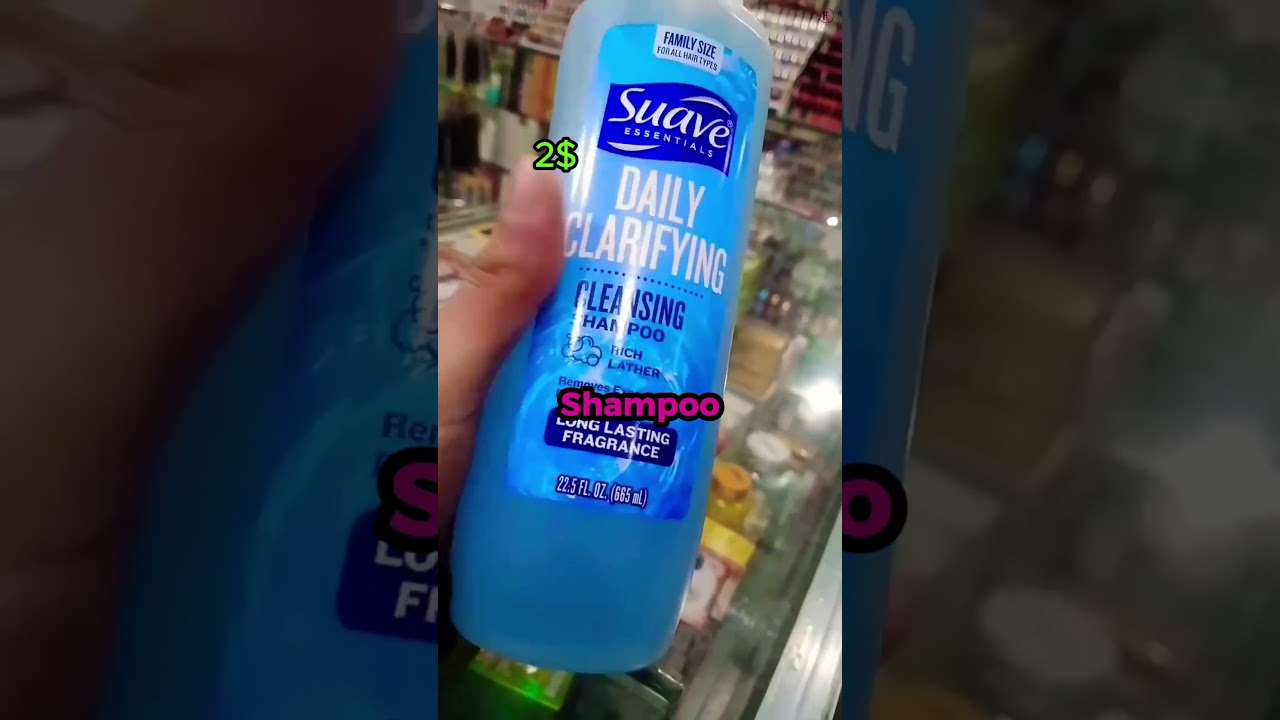 FAMILY SIZE
FOR ALL HAIR TYPES
Suave®
ESSENTIALS
2$
DAILY
CLARIFYING
CLEANSING
SHAMPOO
RICH
LATHER
Removes
Shampoo
LONG LASTING
FRAGRANCE
22.5 FL. OZ. (665 mL)